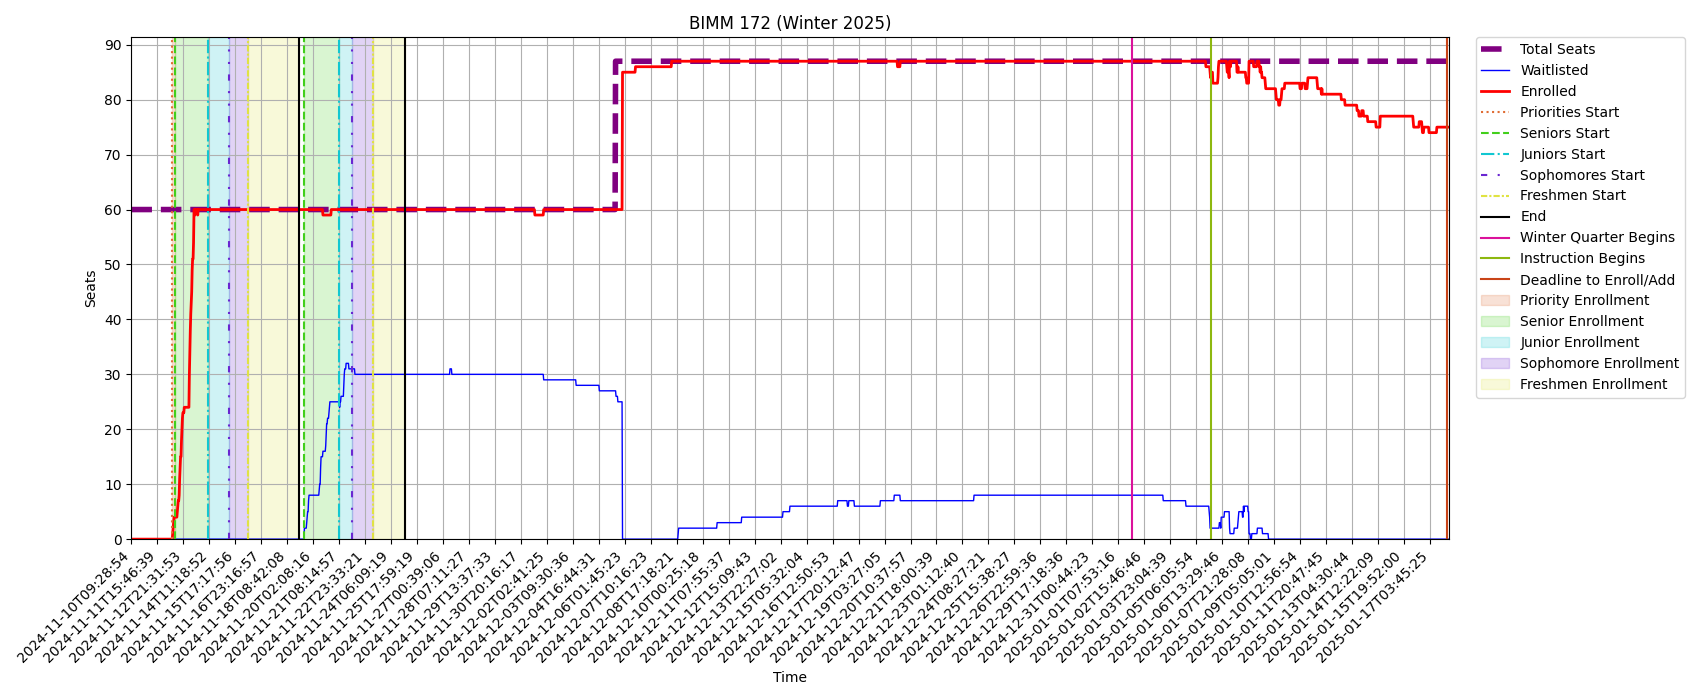 BIMM 172 (Winter 2025)
Seats
90
80
70
60
50
40
30
20
10
0
2024-11-10T09:28:54
2024-11-11T15:46:39
2024-11-12T21:31:53
2024-11-14T11:18:52
2024-11-15T17:17:56
2024-11-16T23:16:57
2024-11-18T08:42:08
2024-11-20T02:08:16
2024-11-21T08:14:57
2024-11-22T23:33:21
2024-11-24T06:09:19
2024-11-25T17:59:19
2024-11-27T00:39:06
2024-11-28T07:11:27
2024-11-29T13:37:33
2024-11-30T20:16:17
2024-12-02T02:41:25
2024-12-03T09:30:36
2024-12-04T16:44:31
2024-12-06T01:45:23
2024-12-07T10:16:23
2024-12-08T17:18:21
2024-12-10T00:25:18
2024-12-11T07:55:37
2024-12-12T15:09:43
2024-12-13T22:27:02
2024-12-15T05:32:04
2024-12-16T12:50:53
2024-12-17T20:12:47
2024-12-19T03:27:05
2024-12-20T10:37:57
2024-12-21T18:00:39
2024-12-23T01:12:40
2024-12-24T08:27:21
2024-12-25T15:38:27
2024-12-26T22:59:36
2024-12-29T17:18:36
2024-12-31T00:44:23
2025-01-01T07:53:16
2025-01-02T15:46:46
2025-01-03T23:04:39
2025-01-05T06:05:54
2025-01-06T13:29:46
2025-01-07T21:28:08
2025-01-09T05:05:01
2025-01-10T12:56:54
2025-01-11T20:47:45
2025-01-13T04:30:44
2025-01-14T12:22:09
2025-01-15T19:52:00
2025-01-17T03:45:25
Time
Total Seats
Waitlisted
Enrolled
Priorities Start
Seniors Start
Juniors Start
Sophomores Start
Freshmen Start
End
Winter Quarter Begins
Instruction Begins
Deadline to Enroll/Add
Priority Enrollment
Senior Enrollment
Junior Enrollment
Sophomore Enrollment
Freshmen Enrollment